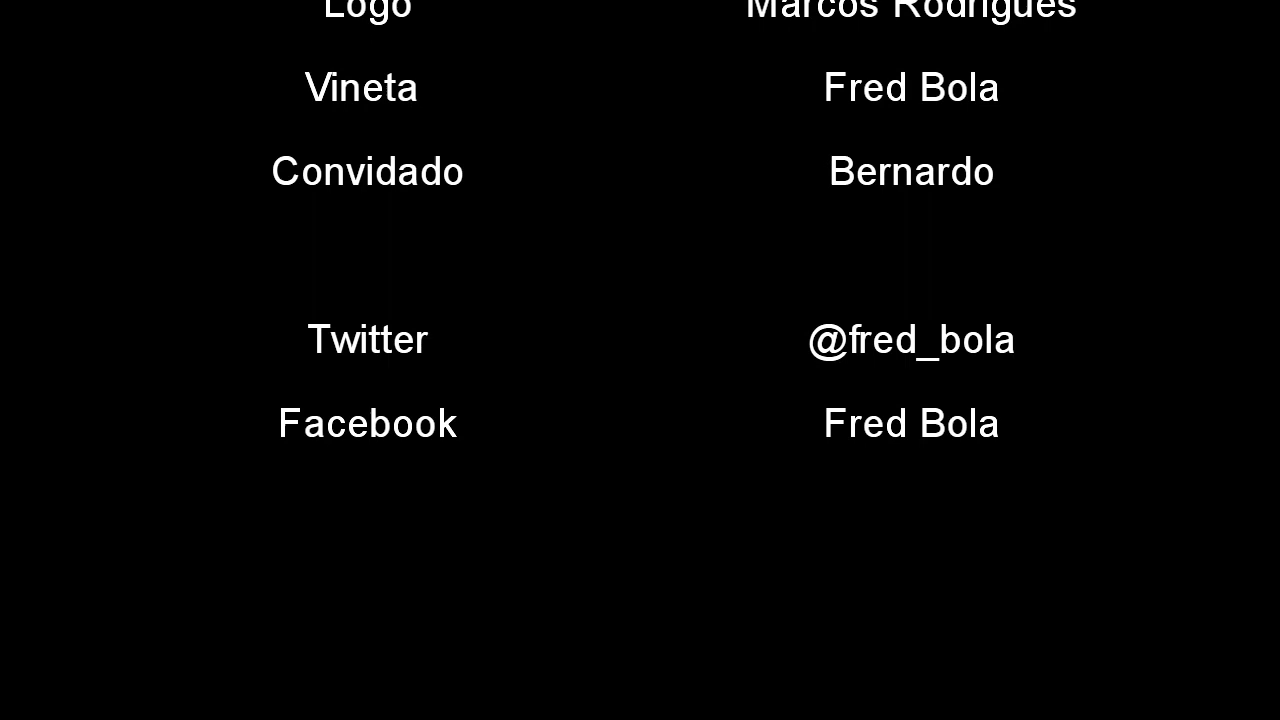 Logo Marcos Rodrigues
Vineta Fred Bola
Convidado Bernardo
Twitter @fred_bola
Facebook Fred Bola